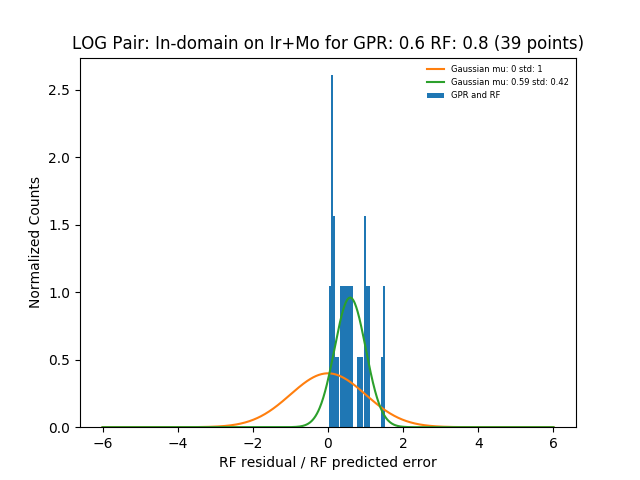 LOG Pair: In-domain on Ir+Mo for GPR: 0.6 RF: 0.8 (39 points)
Gaussian mu: 0 std: 1
Gaussian mu: 0.59 std: 0.42
GPR and RF
Normalized Counts
2.5
2.0
1.5
1.0
0.5
0.0
−6 −4 −2 0 2 4 6
RF residual / RF predicted error